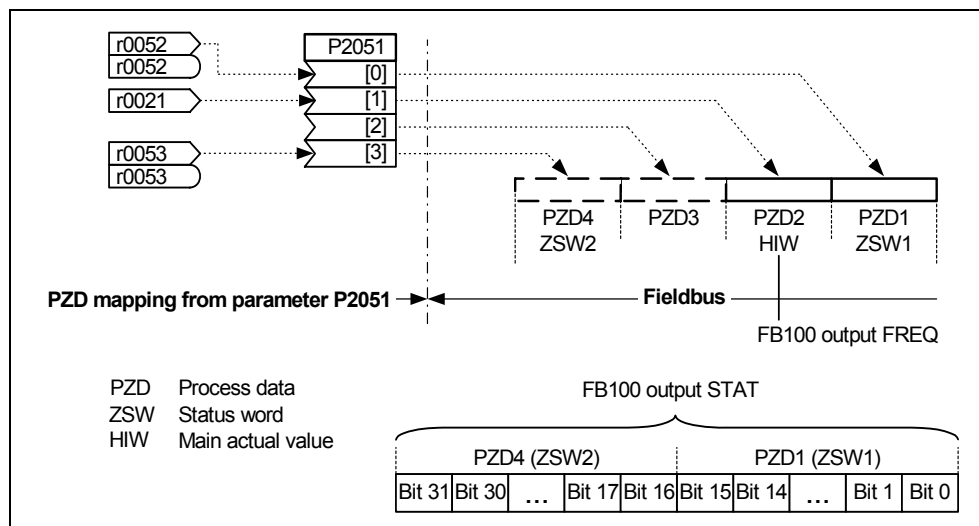 r0052
P2051
r0052
[0]
r0021
[1]
[2]
r0053
[3]
r0053
PZD4 PZD3 PZD2 PZD1
ZSW2 HIW ZSW1
PZD mapping from parameter P2051
Fieldbus
FB100 output FREQ
PZD Process data
ZSW Status word
HIW Main actual value
FB100 output STAT
PZD4 (ZSW2) PZD1 (ZSW1)
Bit 31 Bit 30 ... Bit 17 Bit 16 Bit 15 Bit 14 ... Bit 1 Bit 0